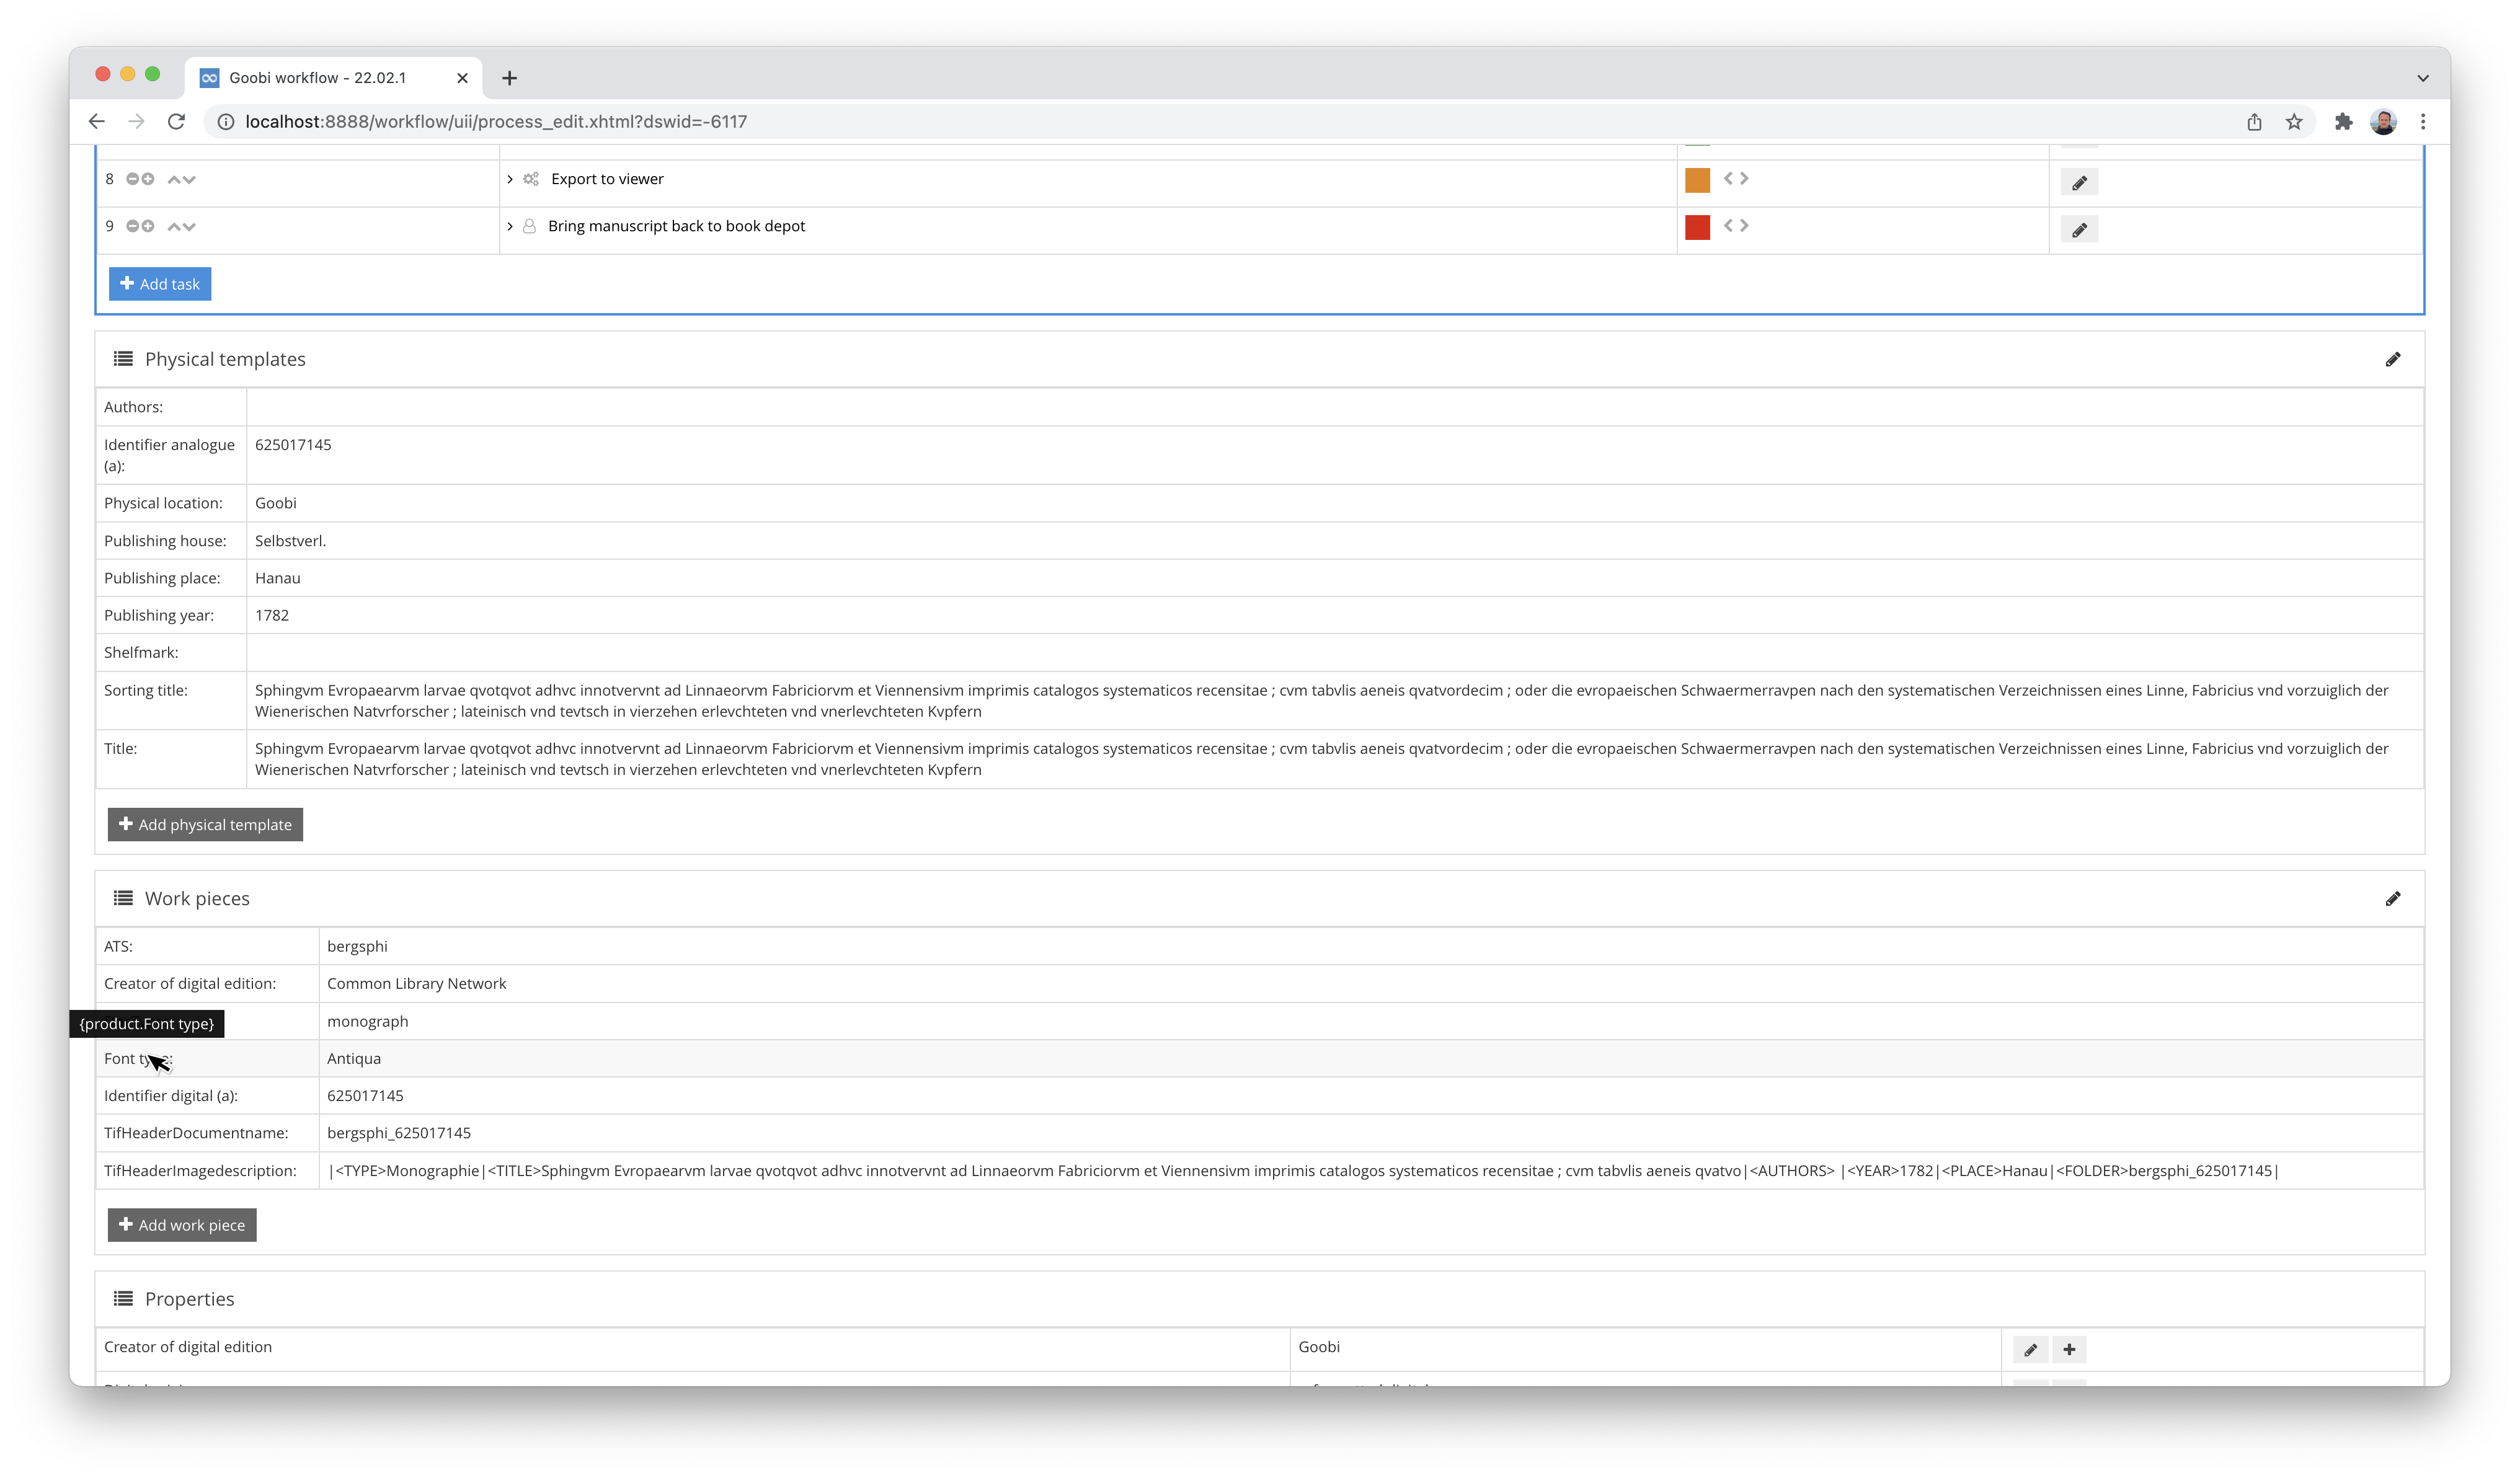 Goobi workflow - 22.02.1
localhost:8888/workflow/uii/process_edit.xhtml?dswid=-6117
8 Export to viewer
9 Bring manuscript back to book depot
Add task
Physical templates
Authors:
Identifier analogue (a): 625017145
Physical location: Goobi
Publishing house: Selbstverl.
Publishing place: Hanau
Publishing year: 1782
Shelfmark:
Sorting title: Sphingvm Evropaearvm larvae qvotqvot adhvc innotvervnt ad Linnaeorvm Fabriciorvm et Viennensivm imprimis catalogos systematicos recensitae ; cvm tabvlis aeneis qvatvordecim ; oder die evropaeischen Schwaermerravpen nach den systematischen Verzeichnissen eines Linne, Fabricius vnd vorzuiglich der
Wienerischen Natvrforscher ; lateinisch vnd tevtsch in vierzehen erlevchteten vnd vnerlevchteten Kvpfern
Title: Sphingvm Evropaearvm larvae qvotqvot adhvc innotvervnt ad Linnaeorvm Fabriciorvm et Viennensivm imprimis catalogos systematicos recensitae ; cvm tabvlis aeneis qvatvordecim ; oder die evropaeischen Schwaermerravpen nach den systematischen Verzeichnissen eines Linne, Fabricius vnd vorzuiglich der
Wienerischen Natvrforscher ; lateinisch vnd tevtsch in vierzehen erlevchteten vnd vnerlevchteten Kvpfern
Add physical template
Work pieces
ATS: bergsphi
Creator of digital edition: Common Library Network
{product.Font type} monograph
Font Antiqua
Identifier digital (a): 625017145
TifHeaderDocumentname: bergsphi_625017145
TifHeaderImagedescription: |<TYPE>Monographie|<TITLE>Sphingvm Evropaearvm larvae qvotqvot adhvc innotvervnt ad Linnaeorvm Fabriciorvm et Viennensivm imprimis catalogos systematicos recensitae ; cvm tabvlis aeneis qvatvo|<AUTHORS> |<YEAR>1782|<PLACE>Hanau|<FOLDER>bergsphi_625017145|
Add work piece
Properties
Creator of digital edition Goobi